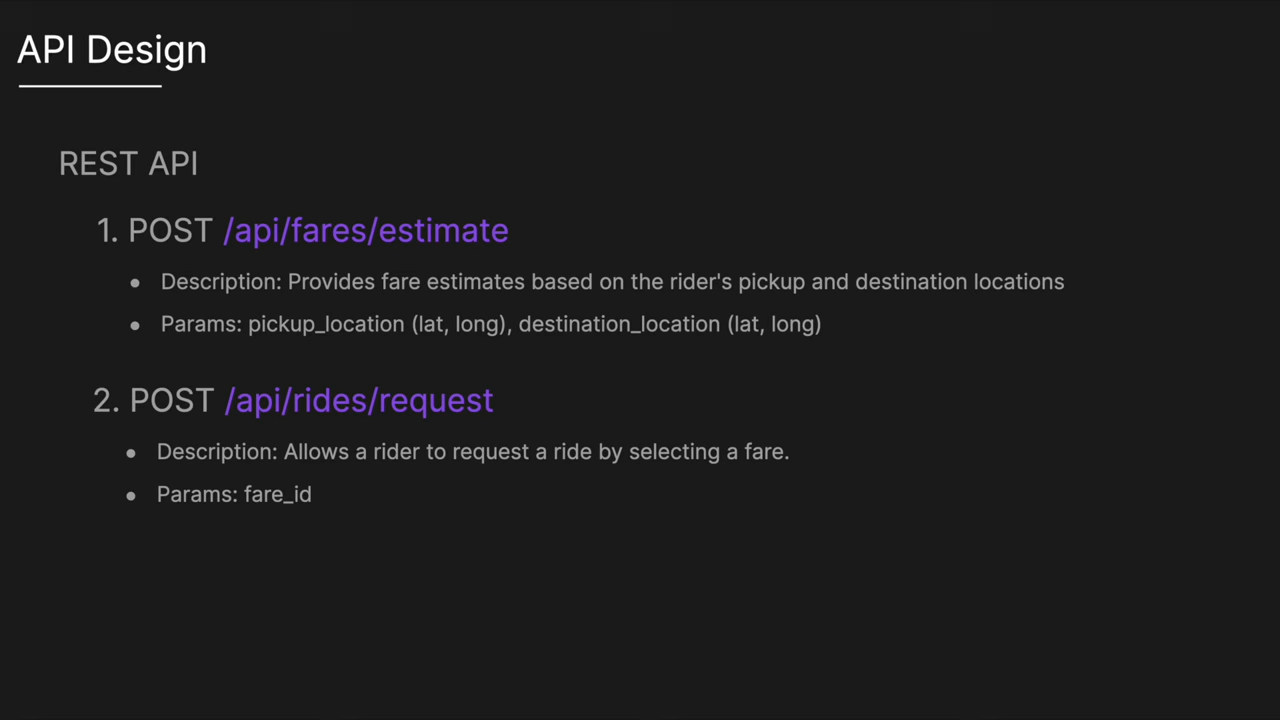 API Design
REST API
1. POST /api/fares/estimate
● Description: Provides fare estimates based on the rider's pickup and destination locations
● Params: pickup_location (lat, long), destination_location (lat, long)
2. POST /api/rides/request
● Description: Allows a rider to request a ride by selecting a fare.
● Params: fare_id